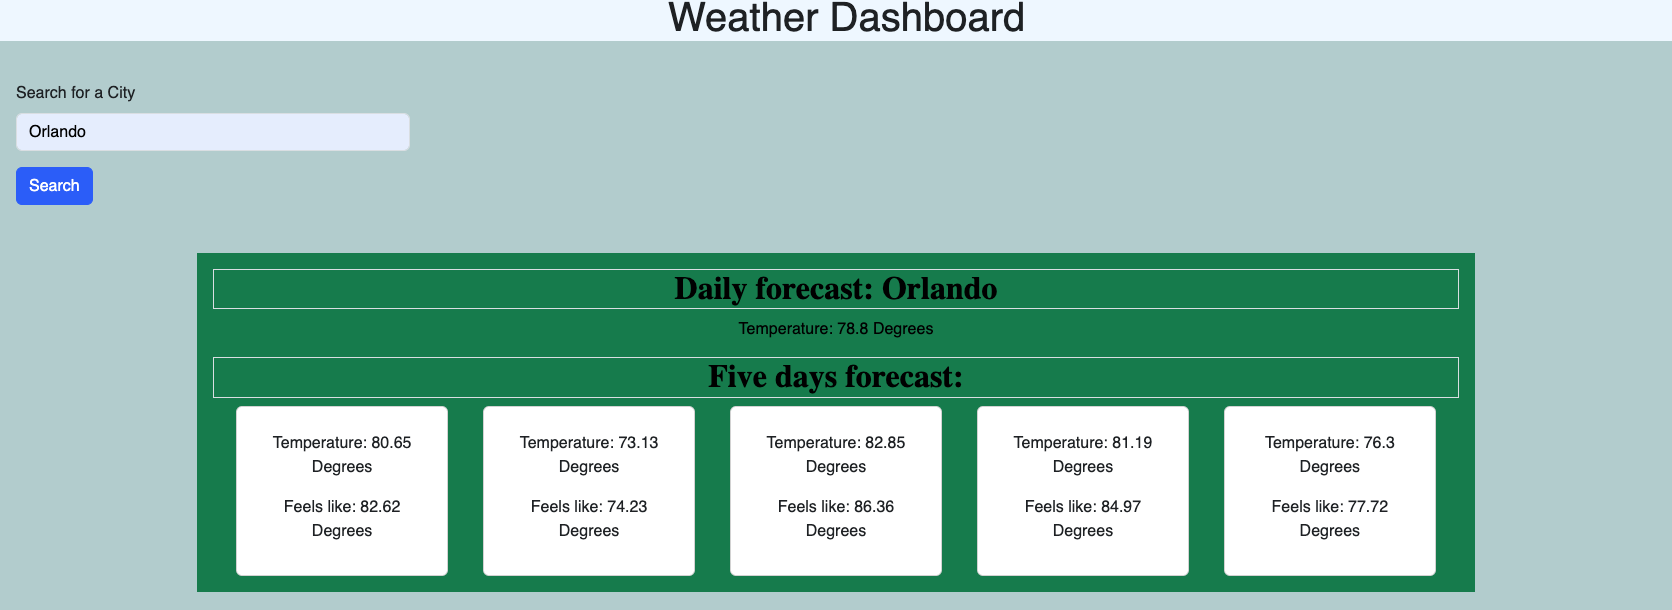 Weather Dashboard
Search for a City
Orlando
Search
Daily forecast: Orlando
Temperature: 78.8 Degrees
Five days forecast:
Temperature: 80.65
Degrees
Feels like: 82.62
Degrees
Temperature: 73.13
Degrees
Feels like: 74.23
Degrees
Temperature: 82.85
Degrees
Feels like: 86.36
Degrees
Temperature: 81.19
Degrees
Feels like: 84.97
Degrees
Temperature: 76.3
Degrees
Feels like: 77.72
Degrees